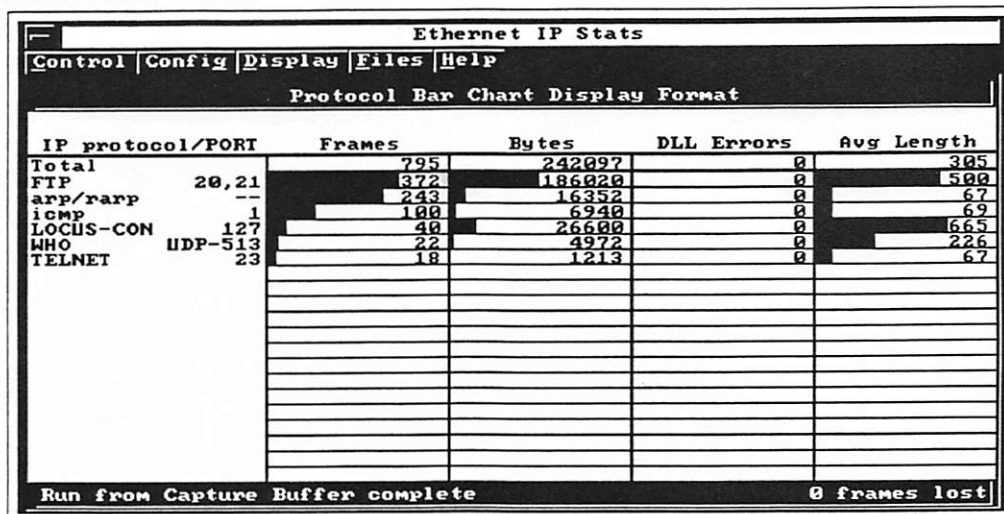 Ethernet IP Stats
Control Config Display Files Help
Protocol Bar Chart Display Format
IP protocol/PORT Frames Bytes DLL Errors Avg Length
Total 795 242097 0 305
FTP 20,21 372 186020 0 500
arp/rarp -- 243 16352 0 67
icmp 1 100 6940 0 69
LOCUS-CON 127 40 26600 0 665
WHO UDP-513 22 4972 0 226
TELNET 23 18 1213 0 67
Run from Capture Buffer complete 0 frames lost